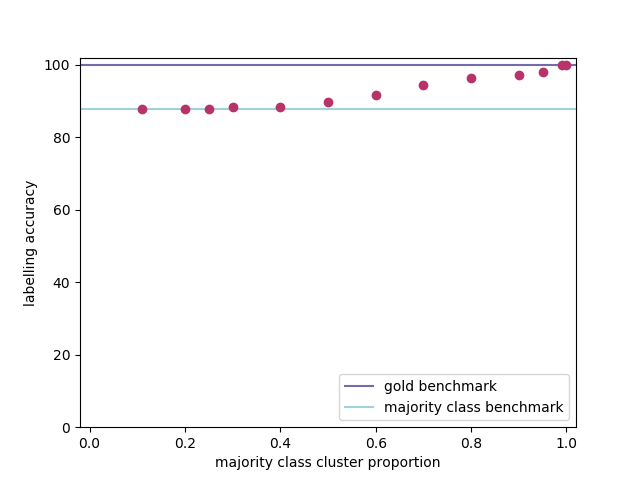 100
80
60
40
20
0
labelling accuracy
gold benchmark
majority class benchmark
0.0 0.2 0.4 0.6 0.8 1.0
majority class cluster proportion